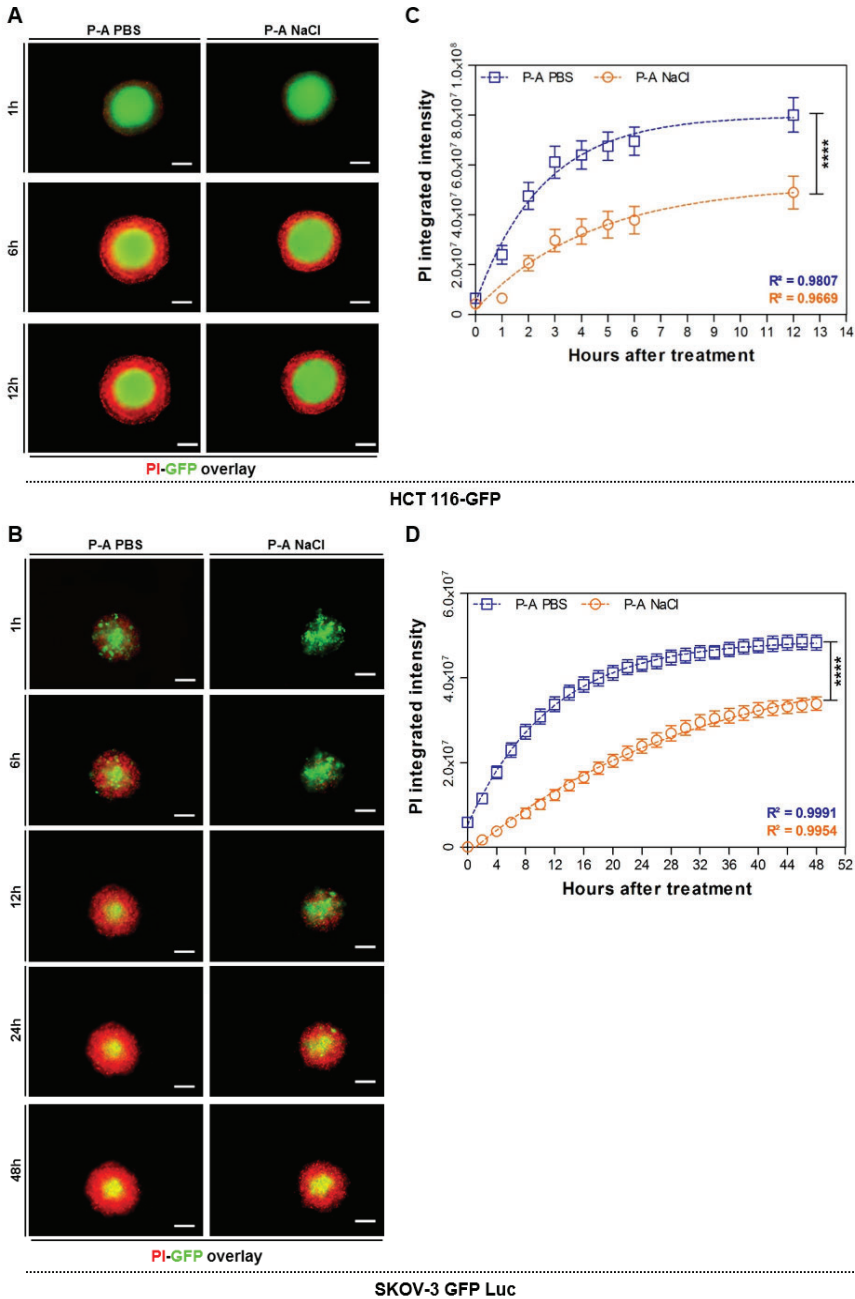 A
P-A PBS
P-A NaCl
1h
6h
12h
PI-GFP overlay
C
P-A PBS
P-A NaCl
PI integrated intensity
1.0x10⁸
8.0x10⁷
6.0x10⁷
4.0x10⁷
2.0x10⁷
0
****
R² = 0.9807
R² = 0.9669
0 1 2 3 4 5 6 7 8 9 10 11 12 13 14
Hours after treatment
HCT 116-GFP
B
P-A PBS
P-A NaCl
1h
6h
12h
24h
48h
PI-GFP overlay
D
P-A PBS
P-A NaCl
PI integrated intensity
6.0x10⁷
4.0x10⁷
2.0x10⁷
0
****
R² = 0.9991
R² = 0.9954
0 4 8 12 16 20 24 28 32 36 40 44 48 52
Hours after treatment
SKOV-3 GFP Luc